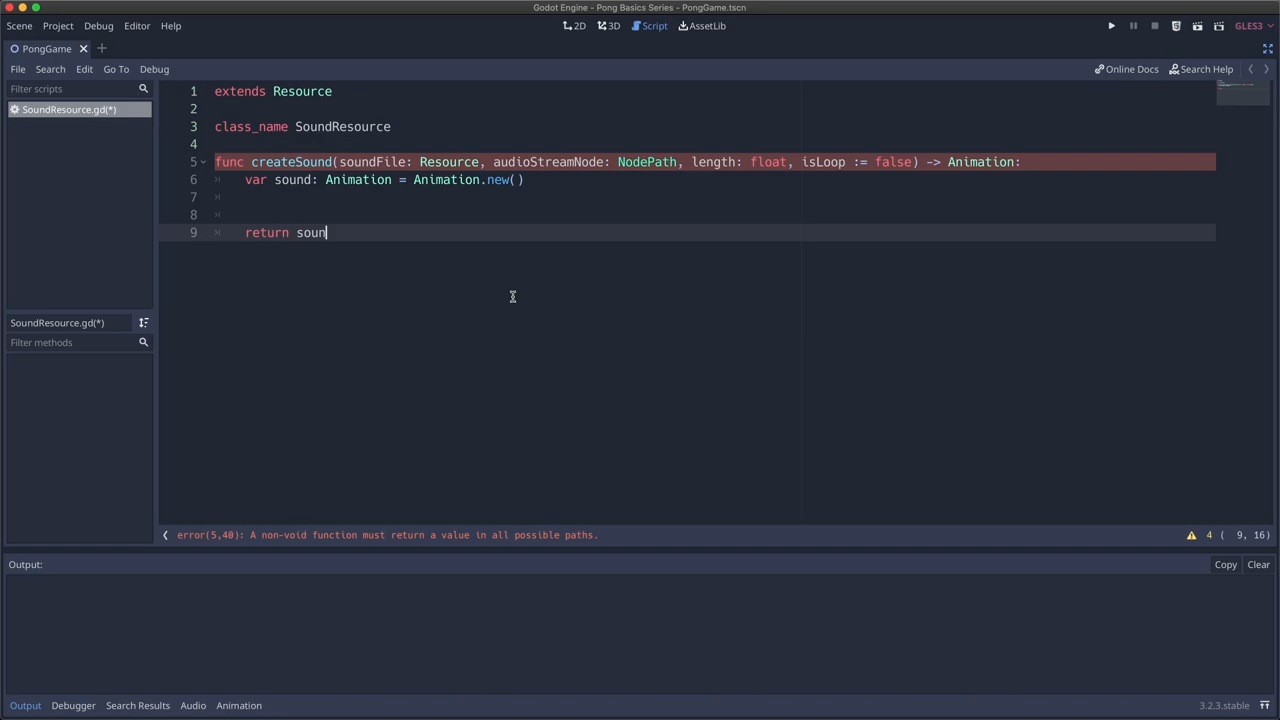 Godot Engine - Pong Basics Series - PongGame.tscn
Scene Project Debug Editor Help 2D 3D Script AssetLib GLES3
PongGame
File Search Edit Go To Debug Online Docs Search Help
Filter scripts
SoundResource.gd(*)
1 extends Resource
2
3 class_name SoundResource
4
5 func createSound(soundFile: Resource, audioStreamNode: NodePath, length: float, isLoop := false) -> Animation:
6 var sound: Animation = Animation.new()
7
8
9 return soun
SoundResource.gd(*)
Filter methods
error(5,40): A non-void function must return a value in all possible paths. 4 ( 9, 16)
Output: Copy Clear
Output Debugger Search Results Audio Animation 3.2.3.stable